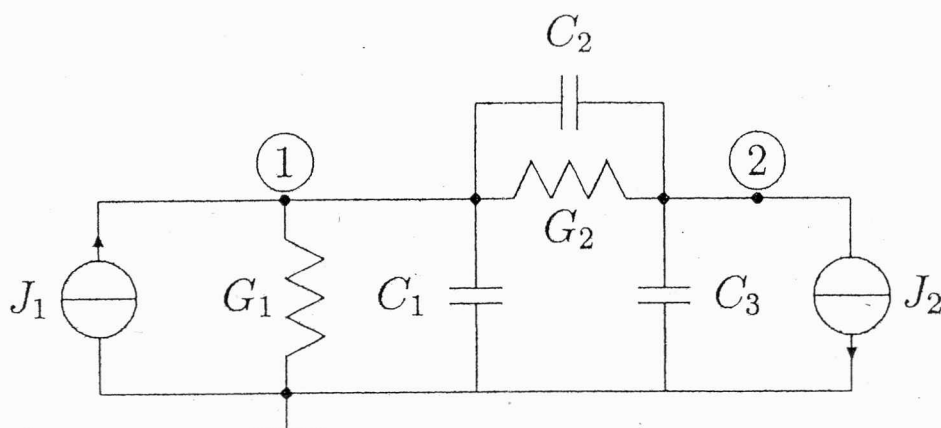 C₂
① ②
G₂
J₁ G₁ C₁ C₃ J₂